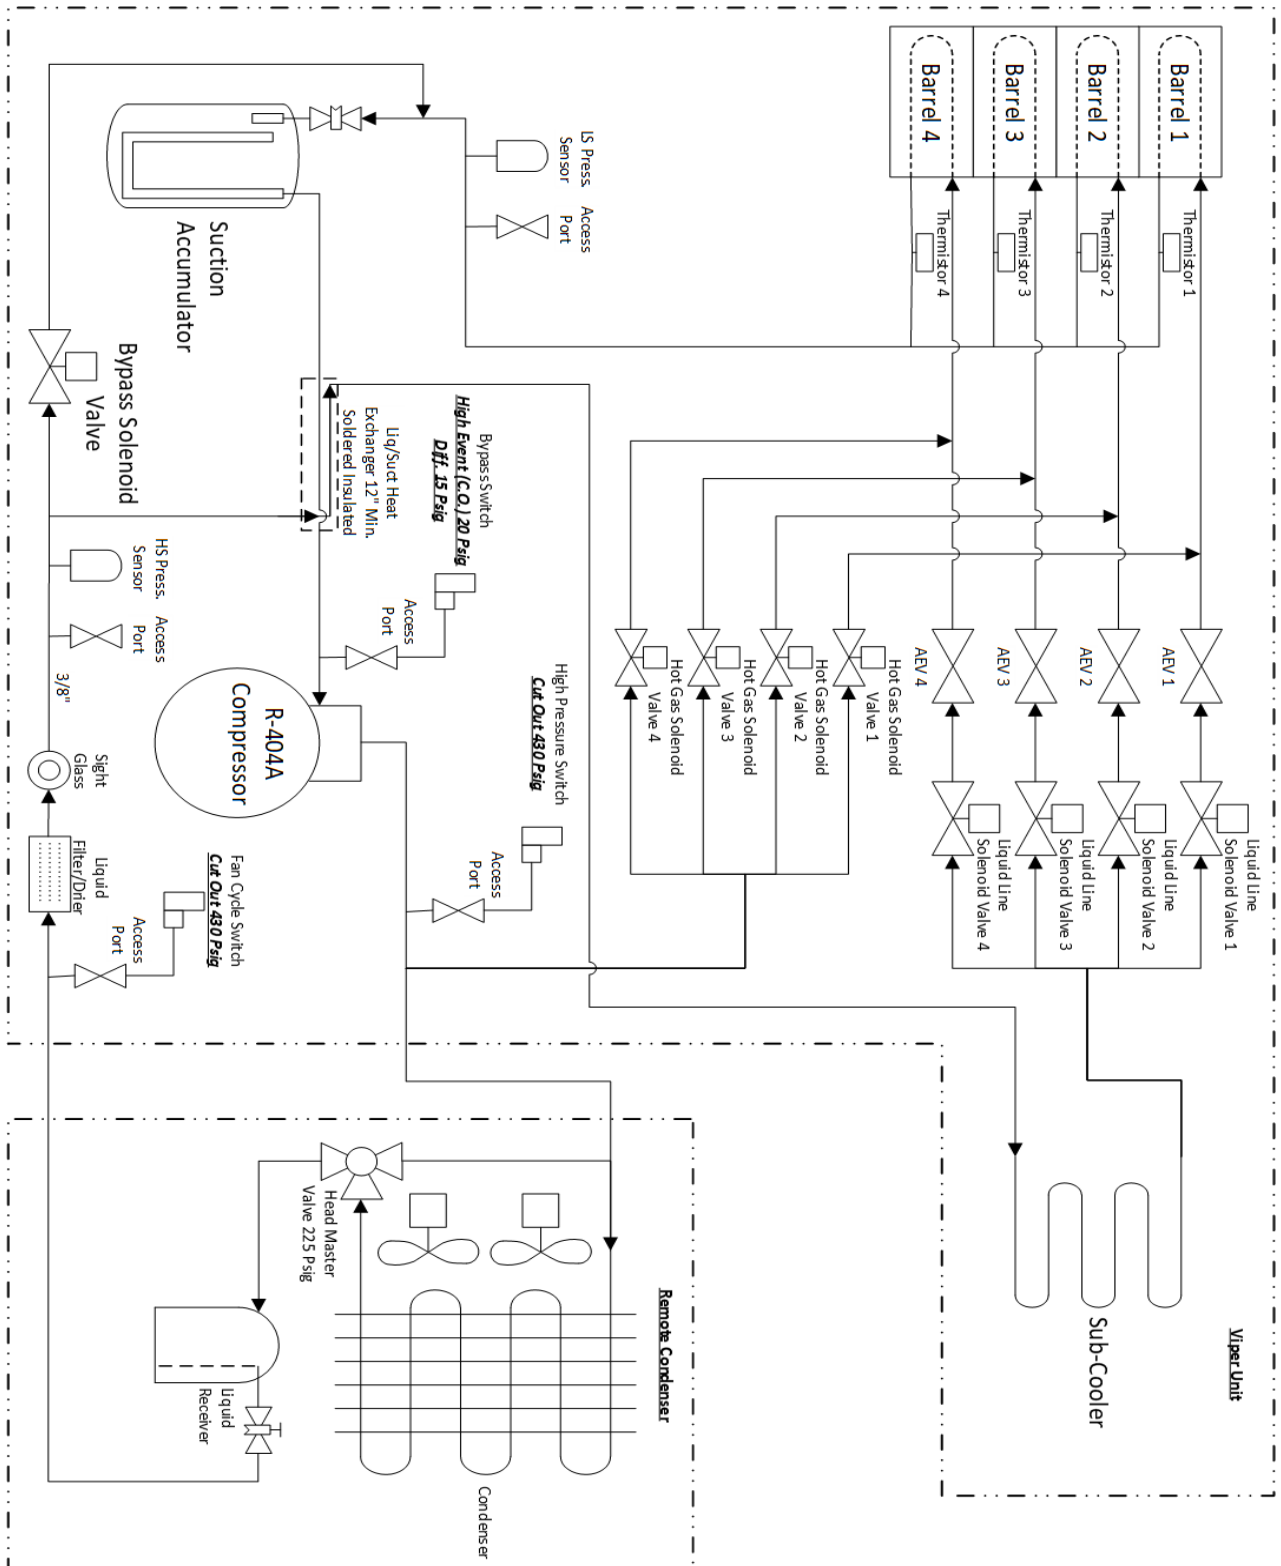 Barrel 1
Barrel 2
Barrel 3
Barrel 4
Thermistor 1
Thermistor 2
Thermistor 3
Thermistor 4
LS Press.
Sensor
Access
Port
Suction
Accumulator
Bypass Solenoid
Valve
Liq/Suct Heat
Exchanger 12" Min.
Soldered Insulated
Bypass Switch
High Event (C.O.) 20 Psig
Diff. 15 Psig
Access
Port
HS Press.
Sensor
Access
Port
3/8"
R-404A
Compressor
High Pressure Switch
Cut Out 430 Psig
Access
Port
Hot Gas Solenoid
Valve 1
Hot Gas Solenoid
Valve 2
Hot Gas Solenoid
Valve 3
Hot Gas Solenoid
Valve 4
AEV 1
AEV 2
AEV 3
AEV 4
Liquid Line
Solenoid Valve 1
Liquid Line
Solenoid Valve 2
Liquid Line
Solenoid Valve 3
Liquid Line
Solenoid Valve 4
Sight
Glass
Liquid
Filter/Drier
Fan Cycle Switch
Cut Out 430 Psig
Access
Port
Head Master
Valve 225 Psig
Liquid
Receiver
Remote Condenser
Condenser
Viper Unit
Sub-Cooler